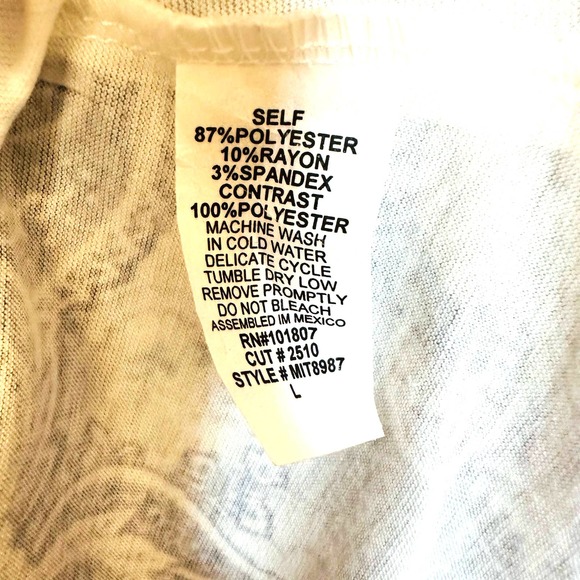 SELF
87%POLYESTER
10%RAYON
3%SPANDEX
CONTRAST
100%POLYESTER
MACHINE WASH
IN COLD WATER
DELICATE CYCLE
TUMBLE DRY LOW
REMOVE PROMPTLY
DO NOT BLEACH
ASSEMBLED IM MEXICO
RN#101807
CUT # 2510
STYLE # MIT8987
L